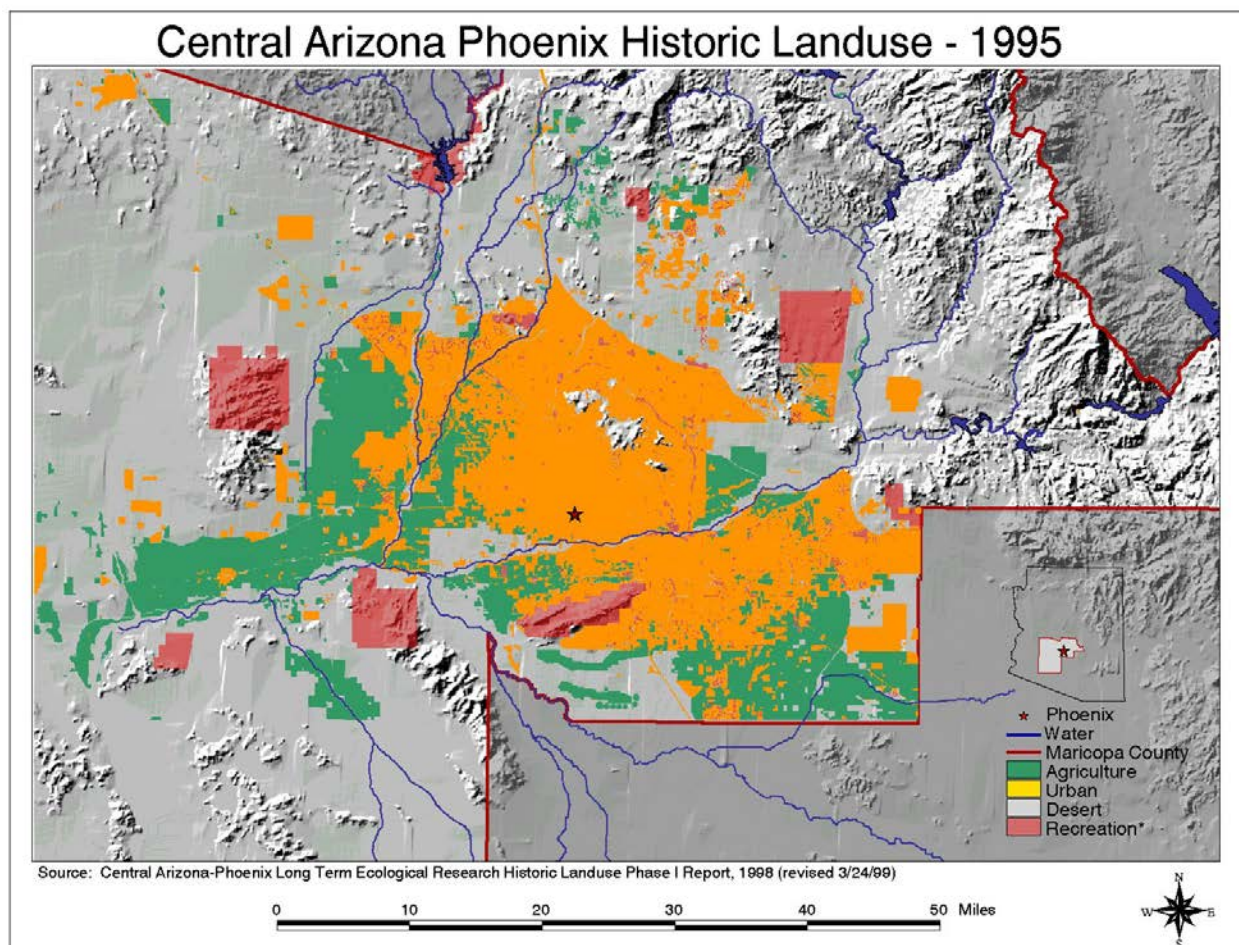 Central Arizona Phoenix Historic Landuse - 1995
Phoenix
Water
Maricopa County
Agriculture
Urban
Desert
Recreation*
Source: Central Arizona-Phoenix Long Term Ecological Research Historic Landuse Phase I Report, 1998 (revised 3/24/99)
0 10 20 30 40 50 Miles
N
W E
S